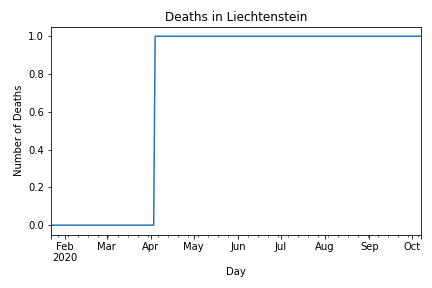 Deaths in Liechtenstein
Number of Deaths
1.0
0.8
0.6
0.4
0.2
0.0
Feb Mar Apr May Jun Jul Aug Sep Oct
2020
Day